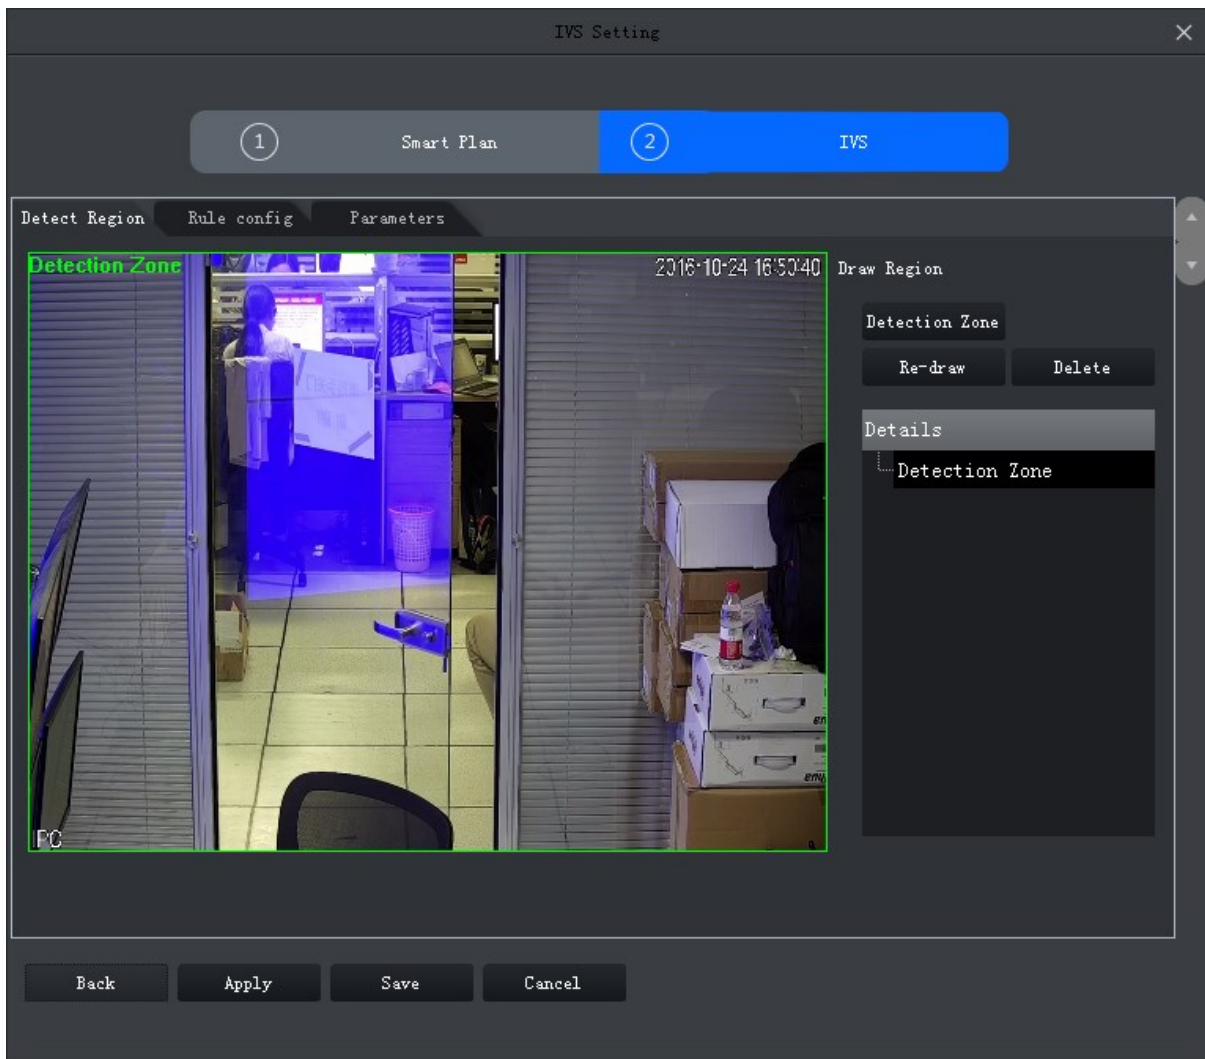 IVS Setting
1 Smart Plan
2 IVS
Detect Region Rule config Parameters
Detection Zone
2016-10-24 16:50:40
IPC
Draw Region
Detection Zone
Re-draw Delete
Details
Detection Zone
Back Apply Save Cancel